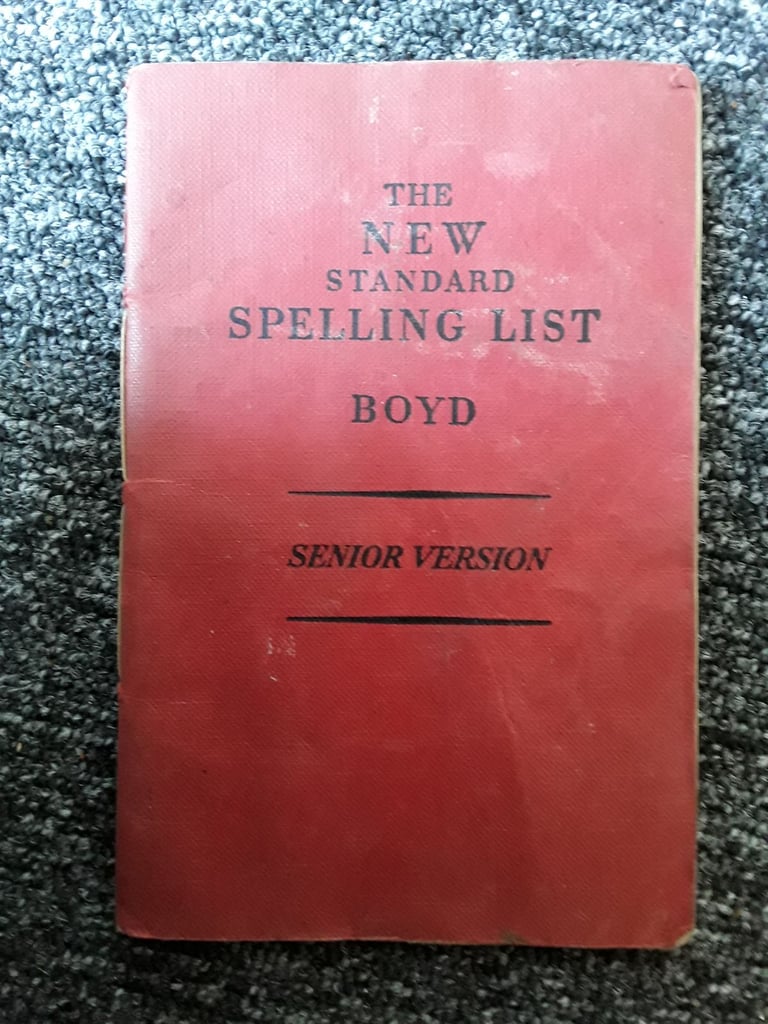 THE
NEW
STANDARD
SPELLING LIST
BOYD
SENIOR VERSION